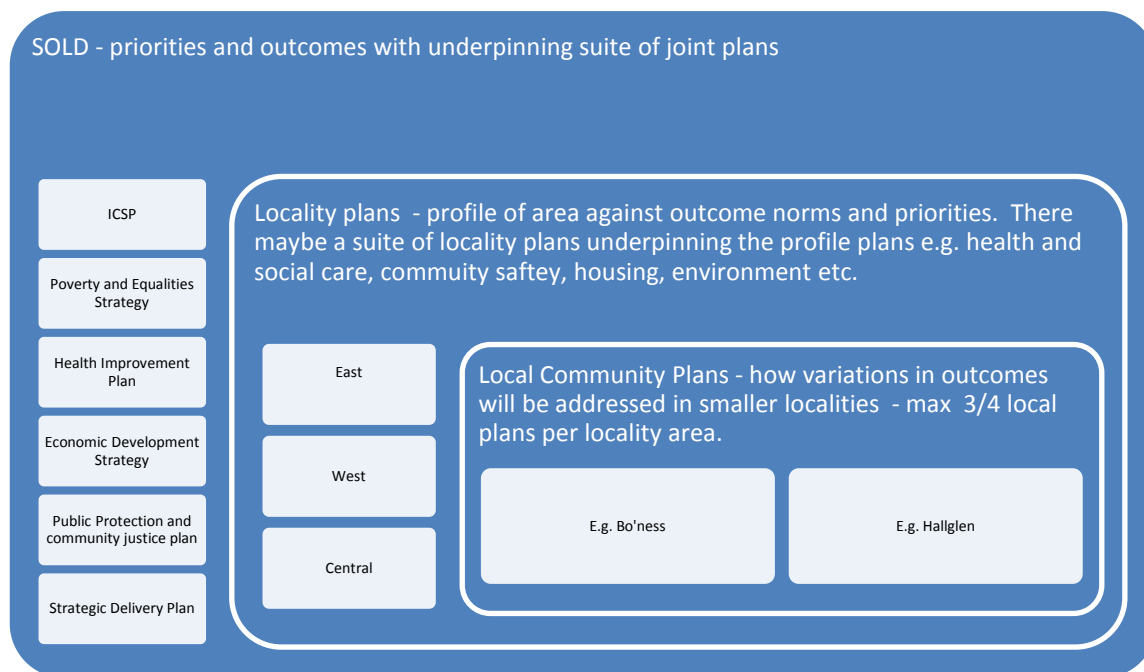 SOLD - priorities and outcomes with underpinning suite of joint plans
ICSP
Poverty and Equalities
Strategy
Health Improvement
Plan
Economic Development
Strategy
Public Protection and
community justice plan
Strategic Delivery Plan
Locality plans  - profile of area against outcome norms and priorities.  There
maybe a suite of locality plans underpinning the profile plans e.g. health and
social care, commuity saftey, housing, environment etc.
East
West
Central
Local Community Plans - how variations in outcomes
will be addressed in smaller localities  - max  3/4 local
plans per locality area.
E.g. Bo'ness
E.g. Hallglen